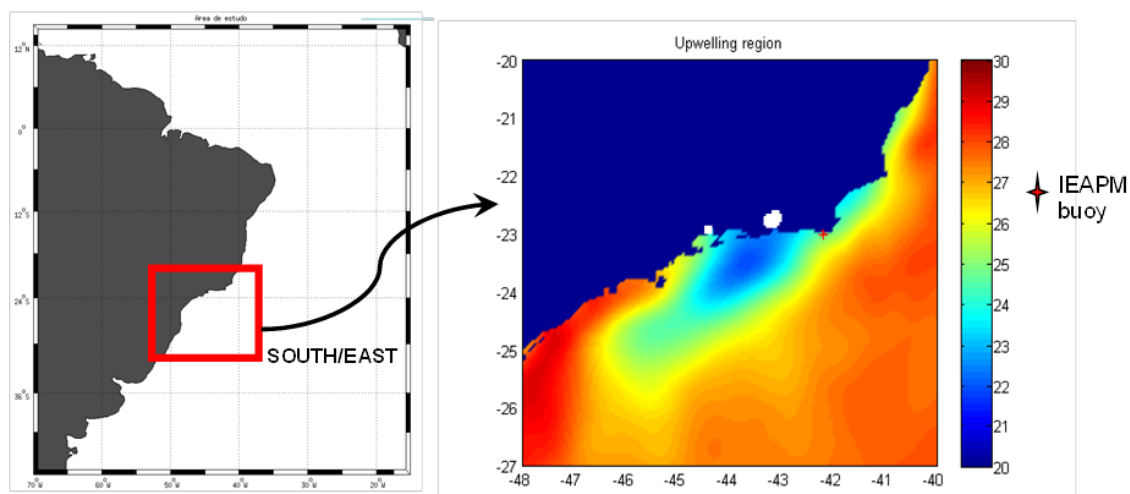 Área de estudo
12°N
0°
12°S
24°S
36°S
70°W
60°W
50°W
40°W
30°W
20°W
SOUTH/EAST
Upwelling region
-20
-21
-22
-23
-24
-25
-26
-27
-48
-47
-46
-45
-44
-43
-42
-41
-40
30
29
28
27
26
25
24
23
22
21
20
IEAPM
buoy